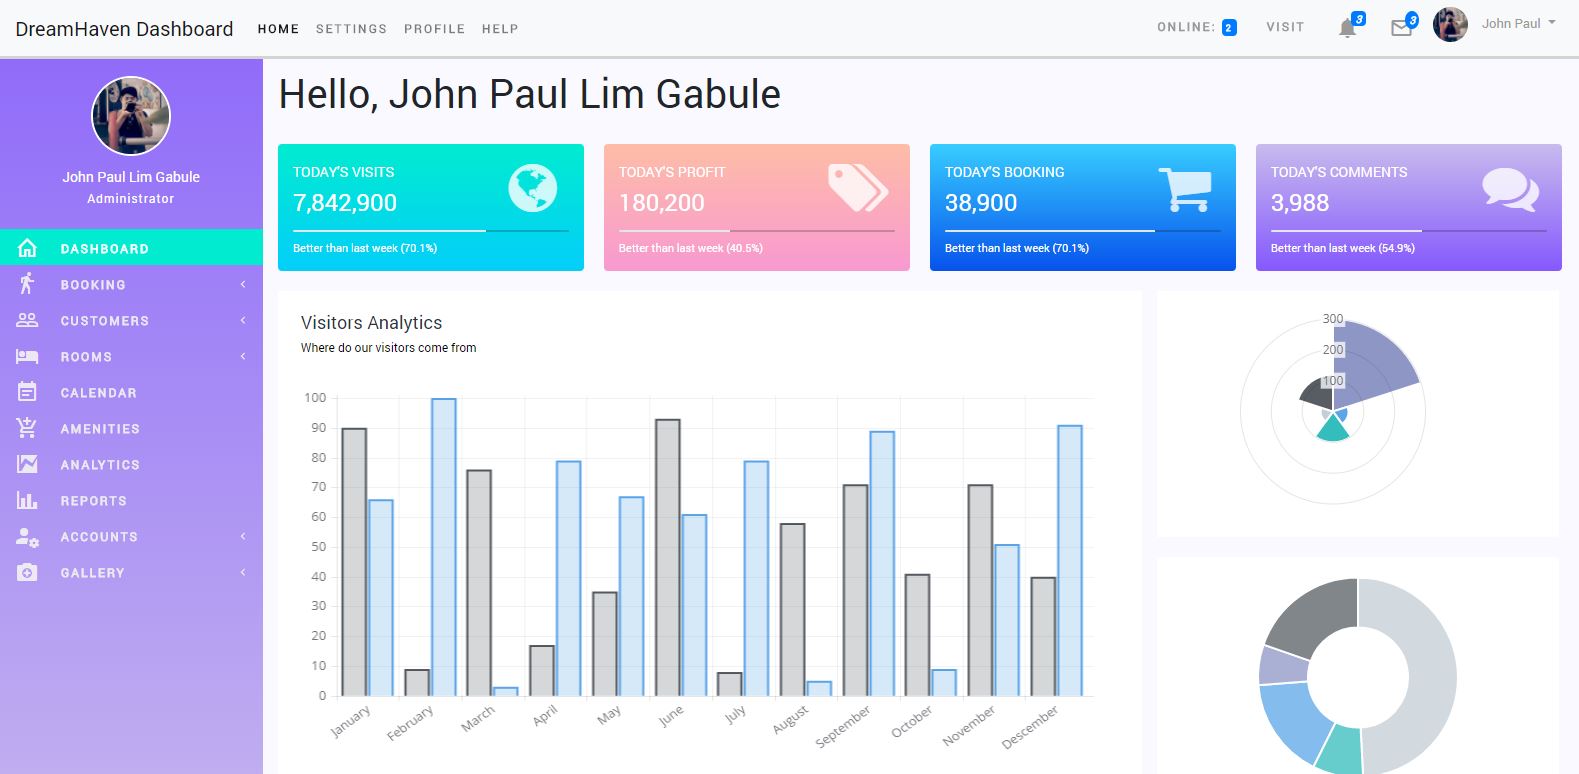 DreamHaven Dashboard HOME SETTINGS PROFILE HELP ONLINE: 2 VISIT 3 3 John Paul
John Paul Lim Gabule
Administrator
DASHBOARD
BOOKING
CUSTOMERS
ROOMS
CALENDAR
AMENITIES
ANALYTICS
REPORTS
ACCOUNTS
GALLERY
Hello, John Paul Lim Gabule
TODAY'S VISITS
7,842,900
Better than last week (70.1%)
TODAY'S PROFIT
180,200
Better than last week (40.5%)
TODAY'S BOOKING
38,900
Better than last week (70.1%)
TODAY'S COMMENTS
3,988
Better than last week (54.9%)
Visitors Analytics
Where do our visitors come from
100
90
80
70
60
50
40
30
20
10
0
January February March April May June July August September October November Descember
300
200
100